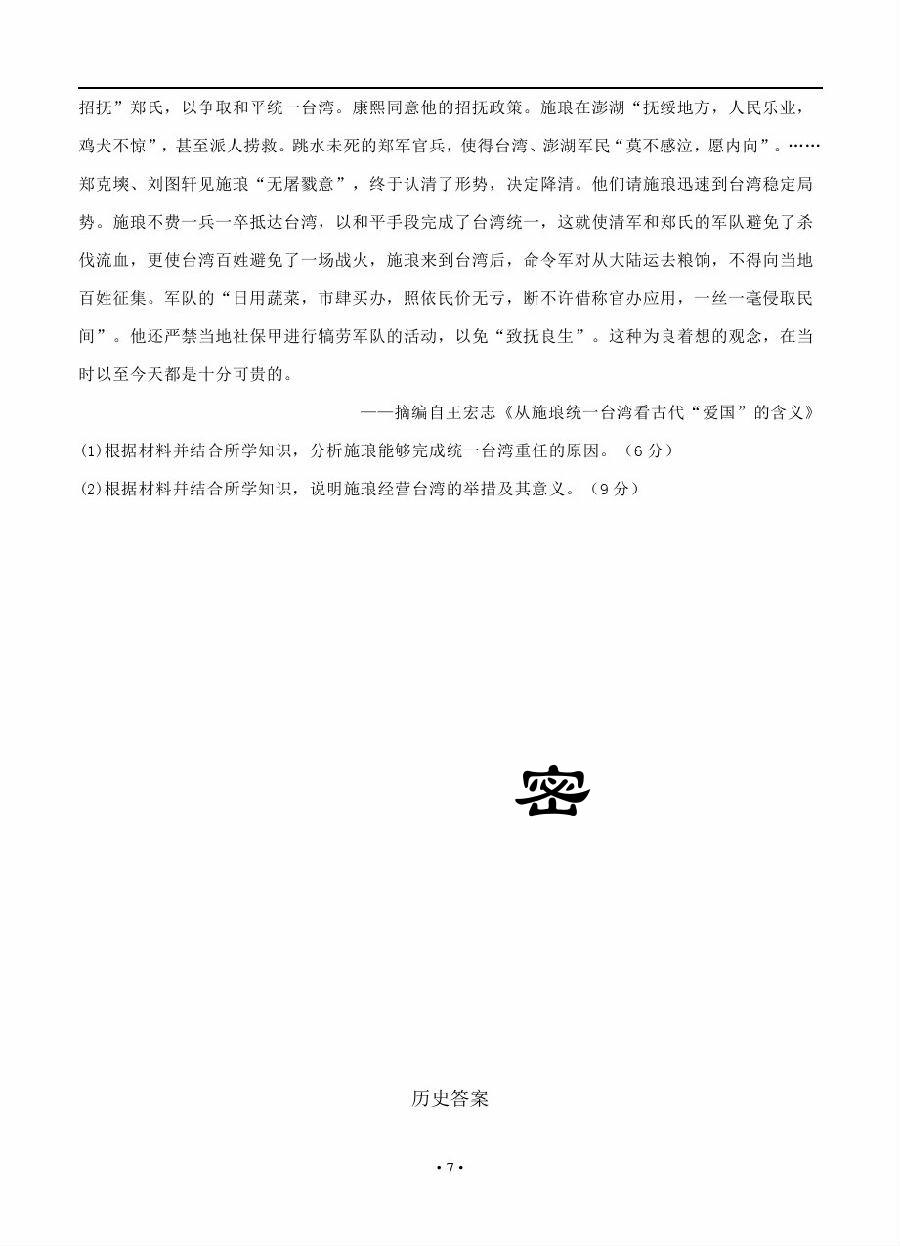 招抚”郑氏，以争取和平统一台湾。康熙同意他的招抚政策。施琅在澎湖“抚绥地方，人民乐业，
鸡犬不惊”，甚至派人捞救。跳水未死的郑军官兵，使得台湾、澎湖军民“莫不感泣，愿内向”。……
郑克塽、刘图轩见施琅“无屠戮意”，终于认清了形势，决定降清。他们请施琅迅速到台湾稳定局
势。施琅不费一兵一卒抵达台湾，以和平手段完成了台湾统一，这就使清军和郑氏的军队避免了杀
伐流血，更使台湾百姓避免了一场战火，施琅来到台湾后，命令军对从大陆运去粮饷，不得向当地
百姓征集。军队的“日用蔬菜，市肆买办，照依民价无亏，断不许借称官办应用，一丝一毫侵取民
间”。他还严禁当地社保甲进行犒劳军队的活动，以免“致抚良生”。这种为良着想的观念，在当
时以至今天都是十分可贵的。
——摘编自王宏志《从施琅统一台湾看古代“爱国”的含义》
(1)根据材料并结合所学知识，分析施琅能够完成统一台湾重任的原因。（6分）
(2)根据材料并结合所学知识，说明施琅经营台湾的举措及其意义。（9分）
密
历史答案
•7•